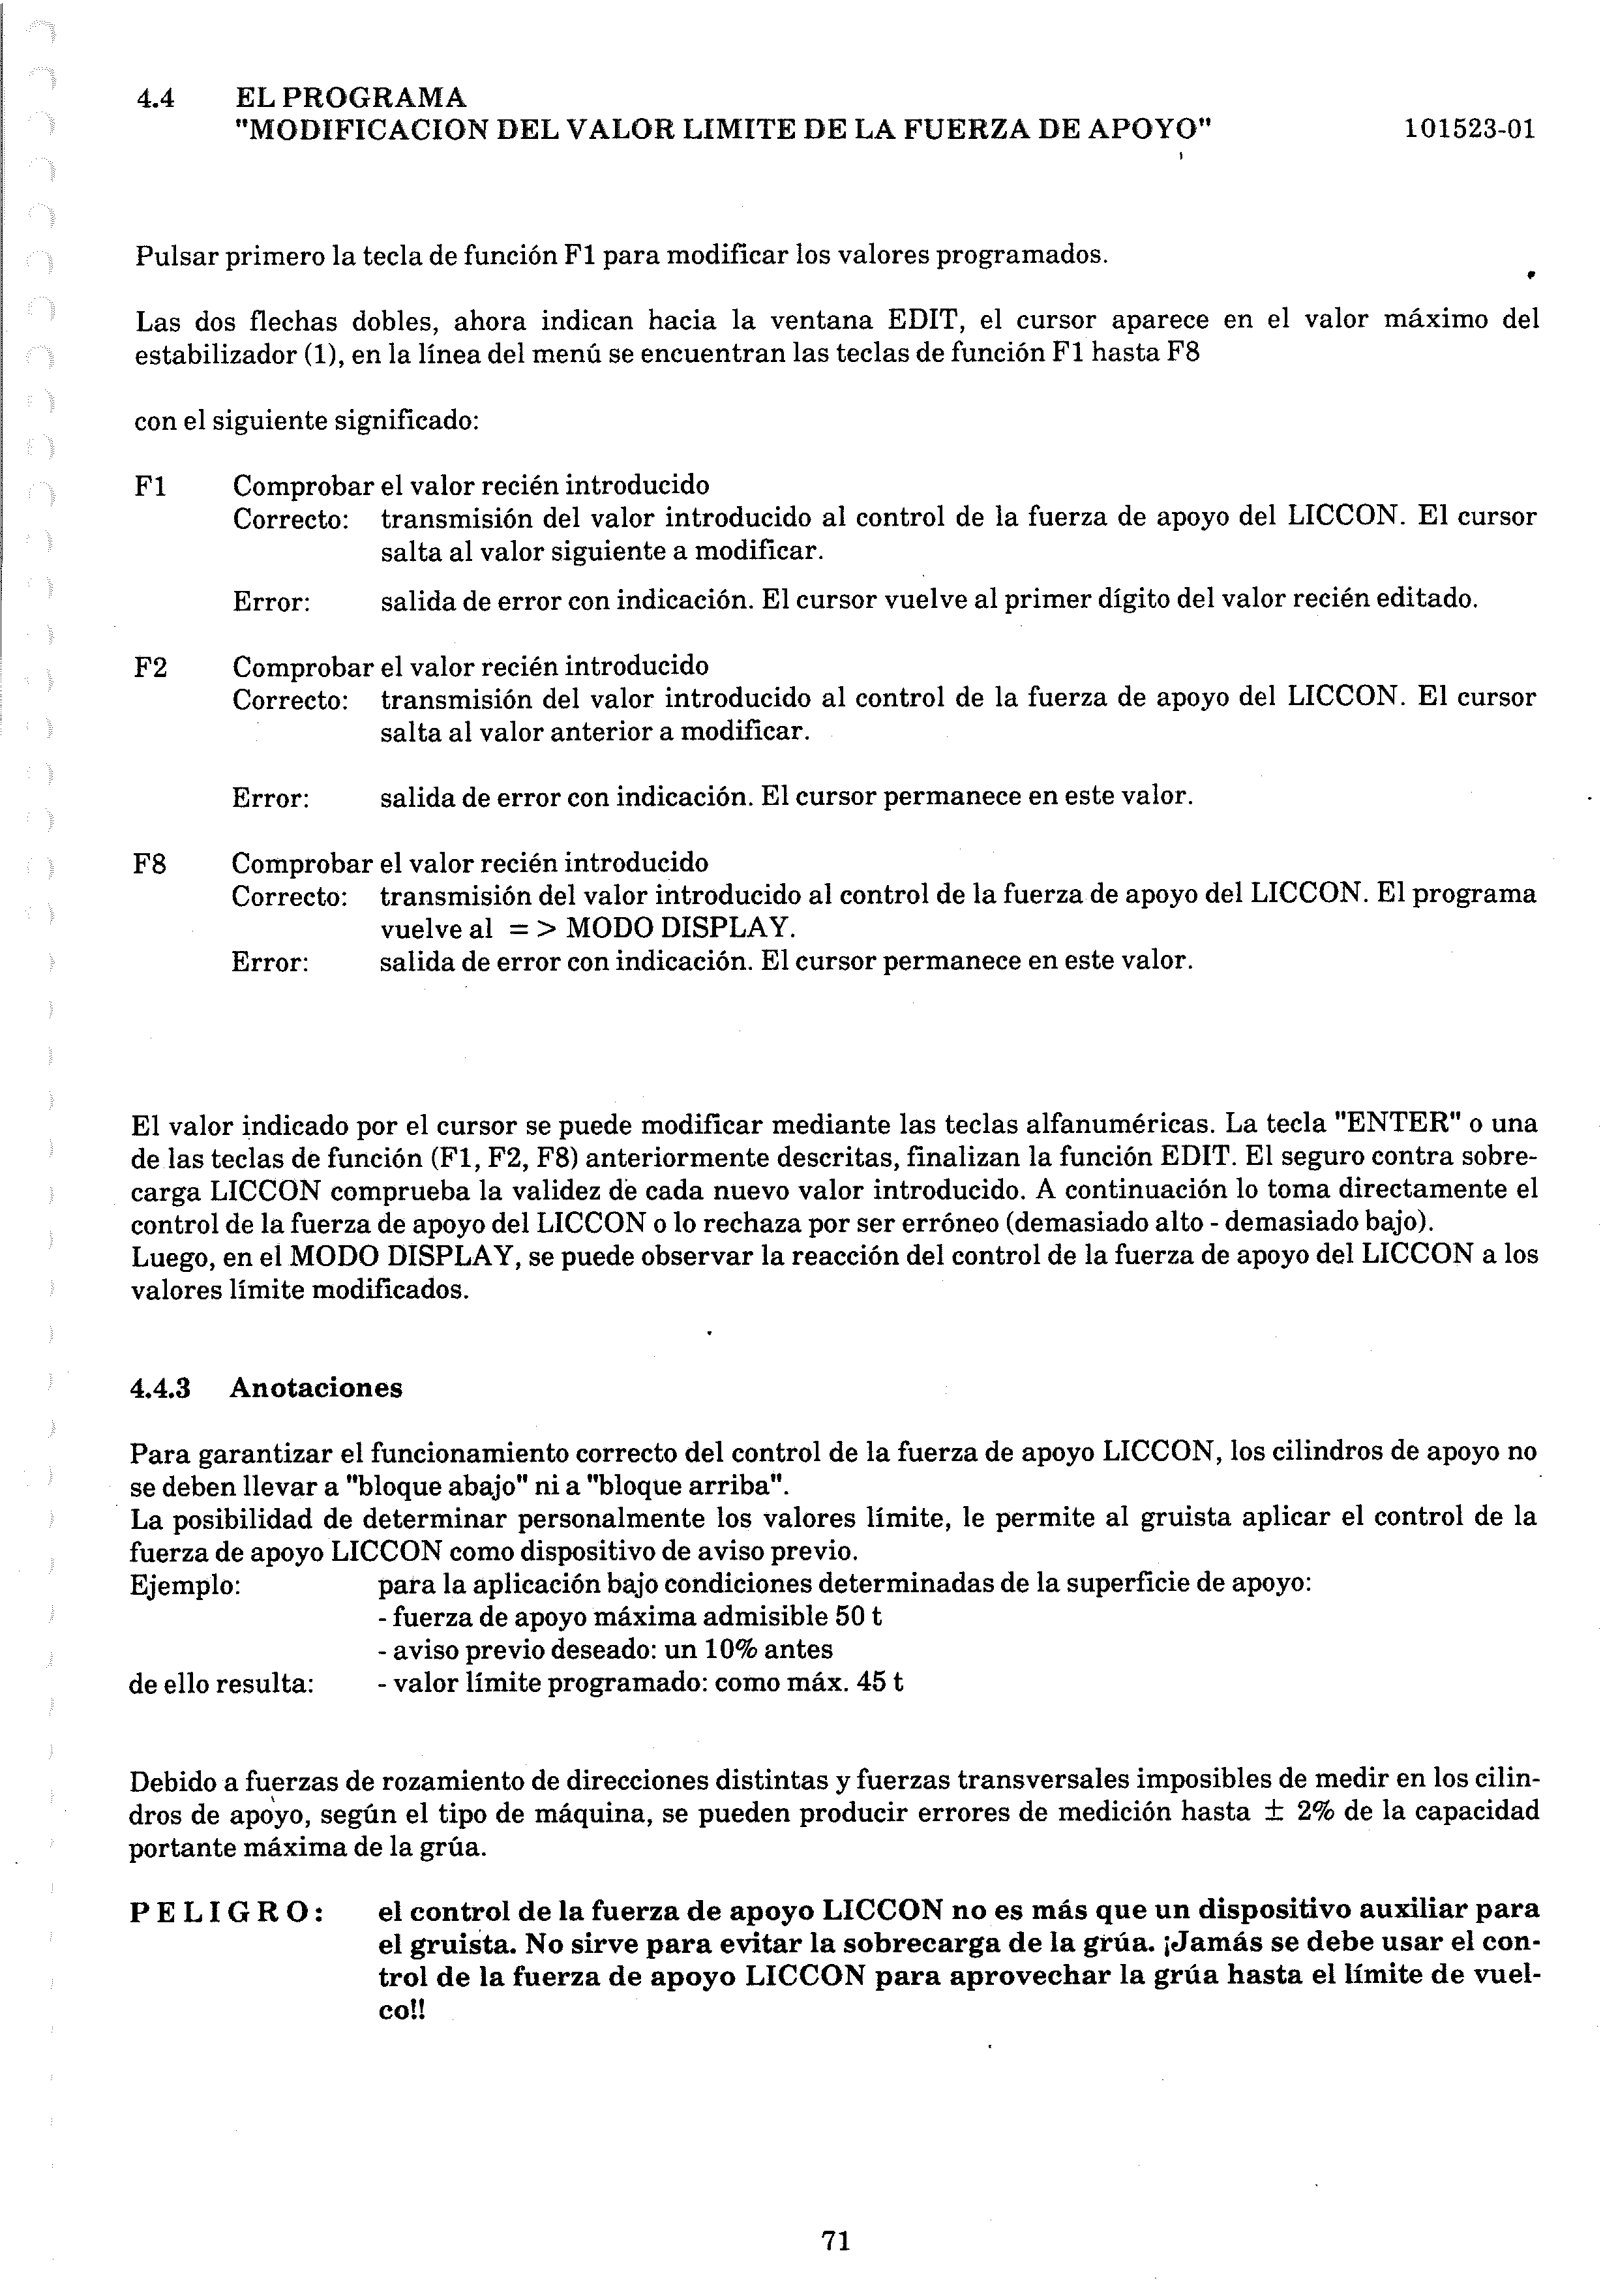 4.4 EL PROGRAMA
"MODIFICACION DEL VALOR LIMITE DE LA FUERZA DE APOYO" 101523-01
Pulsar primero la tecla de función F1 para modificar los valores programados.
Las dos flechas dobles, ahora indican hacia la ventana EDIT, el cursor aparece en el valor máximo del
estabilizador (1), en la línea del menú se encuentran las teclas de función F1 hasta F8
con el siguiente significado:
F1 Comprobar el valor recién introducido
Correcto: transmisión del valor introducido al control de la fuerza de apoyo del LICCON. El cursor
salta al valor siguiente a modificar.
Error: salida de error con indicación. El cursor vuelve al primer dígito del valor recién editado.
F2 Comprobar el valor recién introducido
Correcto: transmisión del valor introducido al control de la fuerza de apoyo del LICCON. El cursor
salta al valor anterior a modificar.
Error: salida de error con indicación. El cursor permanece en este valor.
F8 Comprobar el valor recién introducido
Correcto: transmisión del valor introducido al control de la fuerza de apoyo del LICCON. El programa
vuelve al = > MODO DISPLAY.
Error: salida de error con indicación. El cursor permanece en este valor.
El valor indicado por el cursor se puede modificar mediante las teclas alfanuméricas. La tecla "ENTER" o una
de las teclas de función (F1, F2, F8) anteriormente descritas, finalizan la función EDIT. El seguro contra sobre-
carga LICCON comprueba la validez de cada nuevo valor introducido. A continuación lo toma directamente el
control de la fuerza de apoyo del LICCON o lo rechaza por ser erróneo (demasiado alto - demasiado bajo).
Luego, en el MODO DISPLAY, se puede observar la reacción del control de la fuerza de apoyo del LICCON a los
valores límite modificados.
4.4.3 Anotaciones
Para garantizar el funcionamiento correcto del control de la fuerza de apoyo LICCON, los cilindros de apoyo no
se deben llevar a "bloque abajo" ni a "bloque arriba".
La posibilidad de determinar personalmente los valores límite, le permite al gruista aplicar el control de la
fuerza de apoyo LICCON como dispositivo de aviso previo.
Ejemplo: para la aplicación bajo condiciones determinadas de la superficie de apoyo:
- fuerza de apoyo máxima admisible 50 t
- aviso previo deseado: un 10% antes
de ello resulta: - valor límite programado: como máx. 45 t
Debido a fuerzas de rozamiento de direcciones distintas y fuerzas transversales imposibles de medir en los cilin-
dros de apoyo, según el tipo de máquina, se pueden producir errores de medición hasta ± 2% de la capacidad
portante máxima de la grúa.
P E L I G R O : el control de la fuerza de apoyo LICCON no es más que un dispositivo auxiliar para
el gruista. No sirve para evitar la sobrecarga de la grúa. ¡Jamás se debe usar el con-
trol de la fuerza de apoyo LICCON para aprovechar la grúa hasta el límite de vuel-
co!!
71